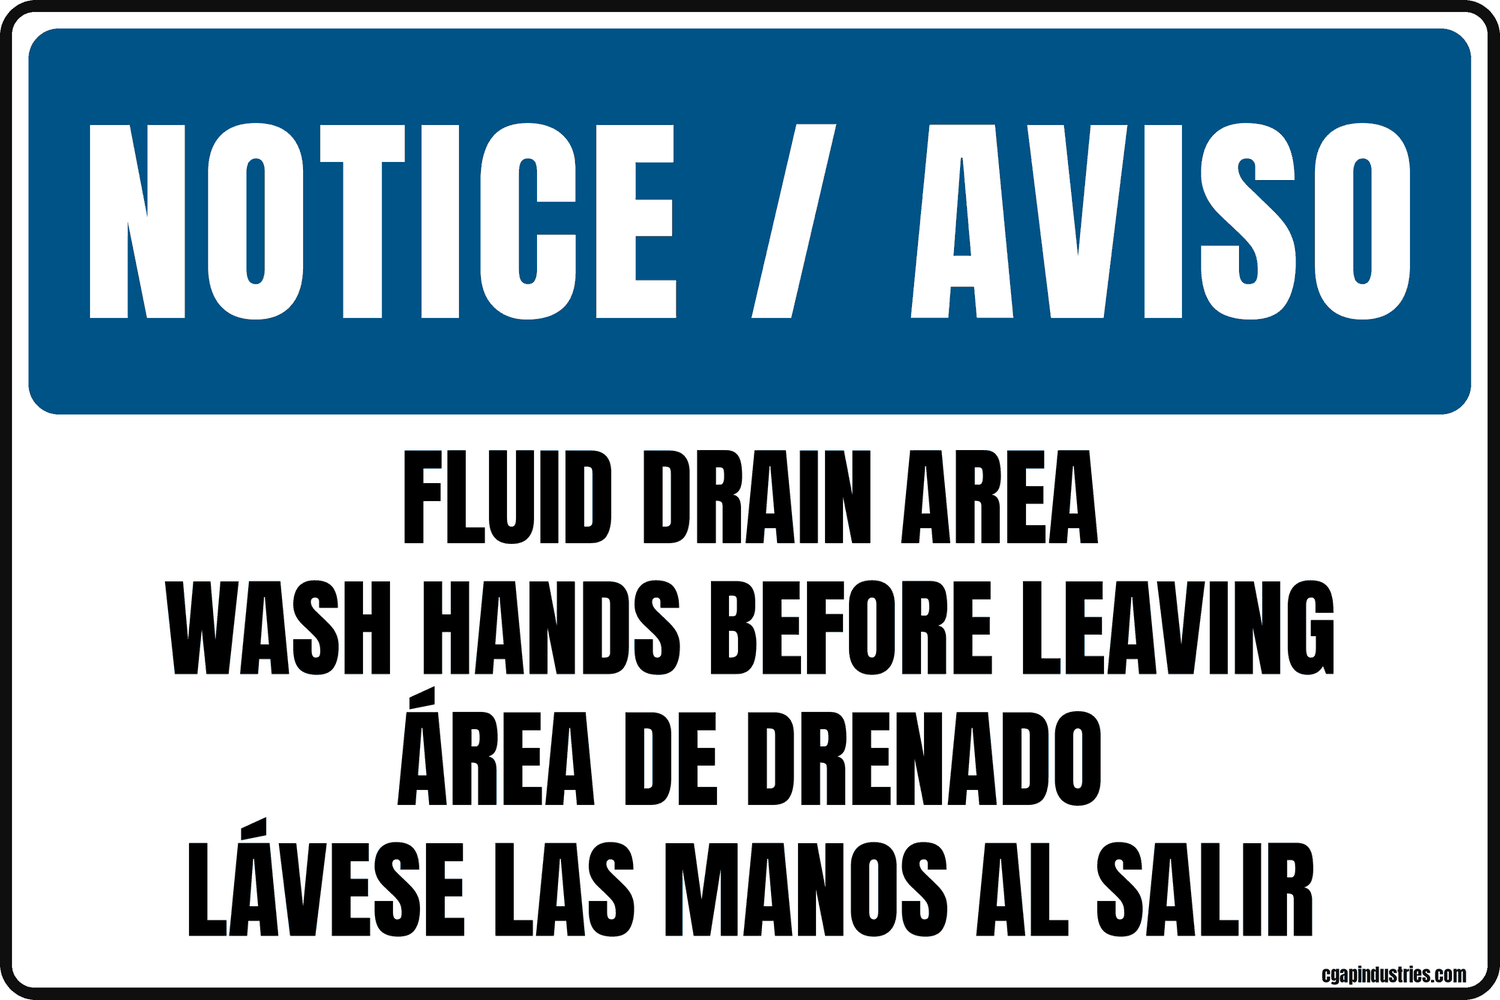 NOTICE / AVISO
FLUID DRAIN AREA
WASH HANDS BEFORE LEAVING
ÁREA DE DRENADO
LÁVESE LAS MANOS AL SALIR
cgapindustries.com